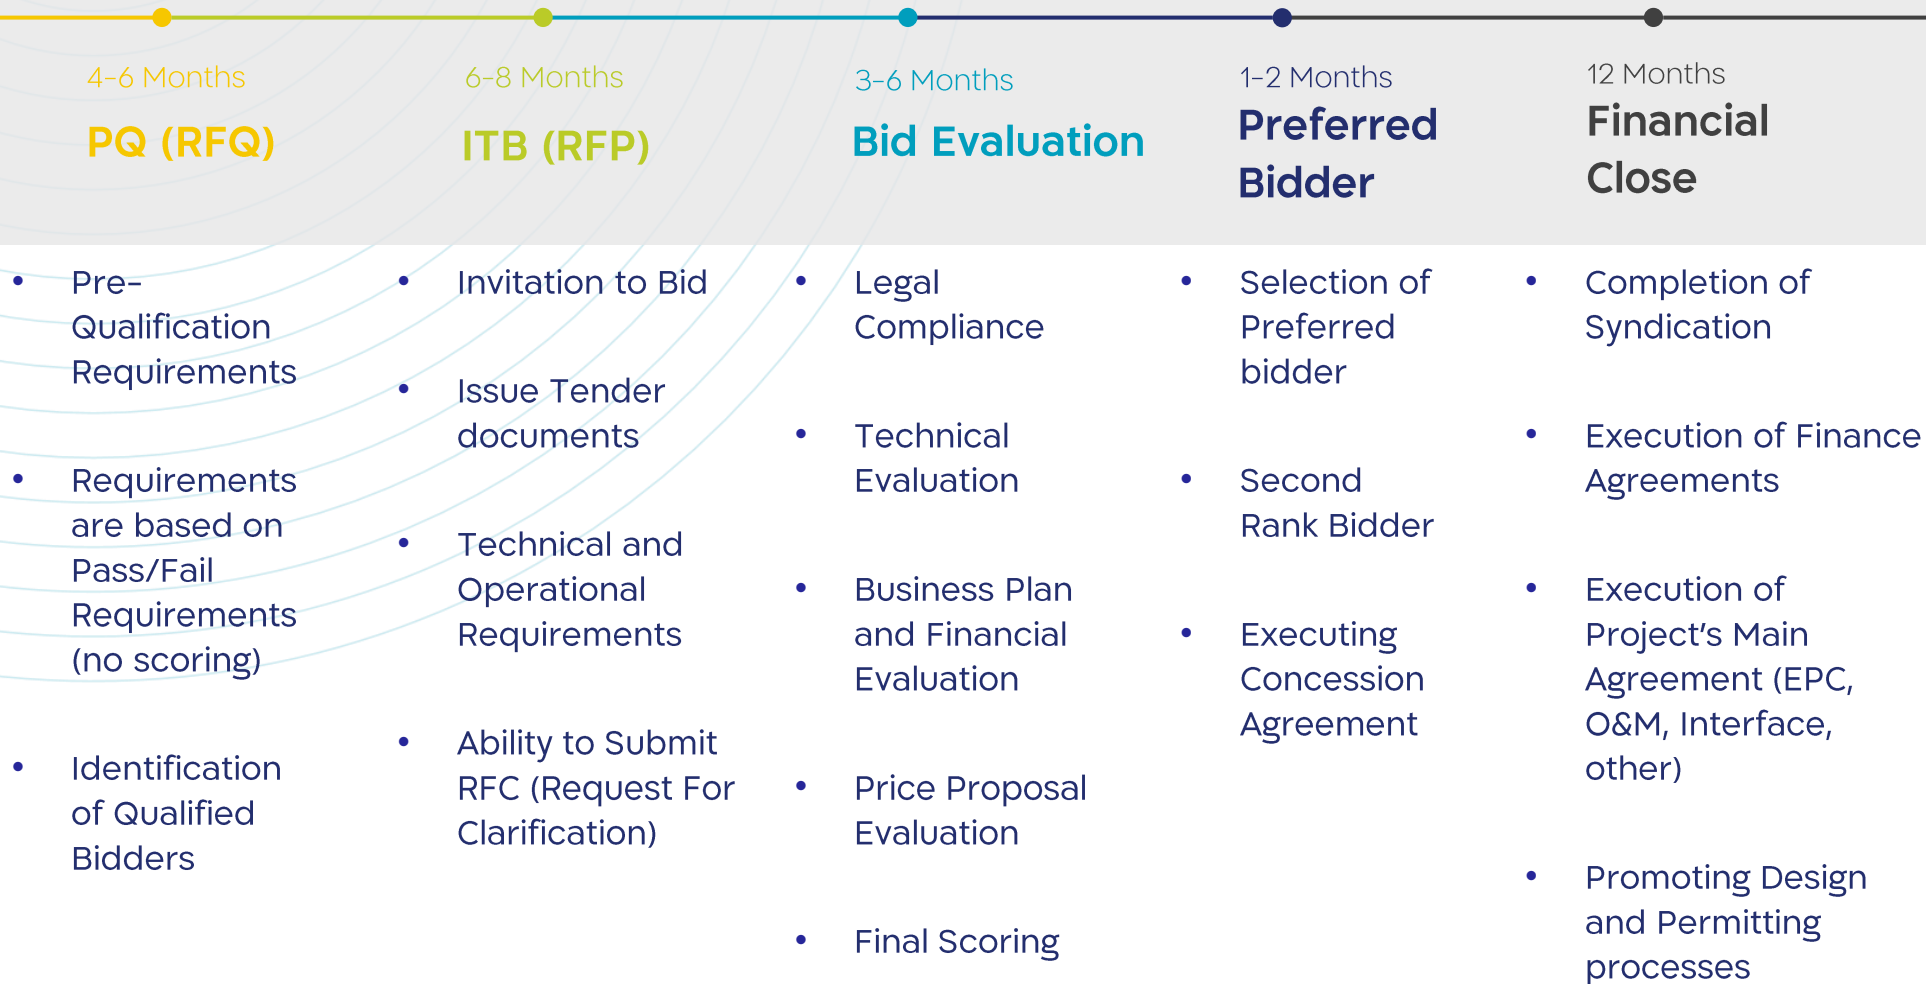 4-6 Months
PQ (RFQ)
6-8 Months
ITB (RFP)
3-6 Months
Bid Evaluation
1-2 Months
Preferred
Bidder
12 Months
Financial
Close
• Pre-
Qualification
Requirements
• Requirements
are based on
Pass/Fail
Requirements
(no scoring)
• Identification
of Qualified
Bidders
• Invitation to Bid
• Issue Tender
documents
• Technical and
Operational
Requirements
• Ability to Submit
RFC (Request For
Clarification)
• Legal
Compliance
• Technical
Evaluation
• Business Plan
and Financial
Evaluation
• Price Proposal
Evaluation
• Final Scoring
• Selection of
Preferred
bidder
• Second
Rank Bidder
• Executing
Concession
Agreement
• Completion of
Syndication
• Execution of Finance
Agreements
• Execution of
Project's Main
Agreement (EPC,
O&M, Interface,
other)
• Promoting Design
and Permitting
processes